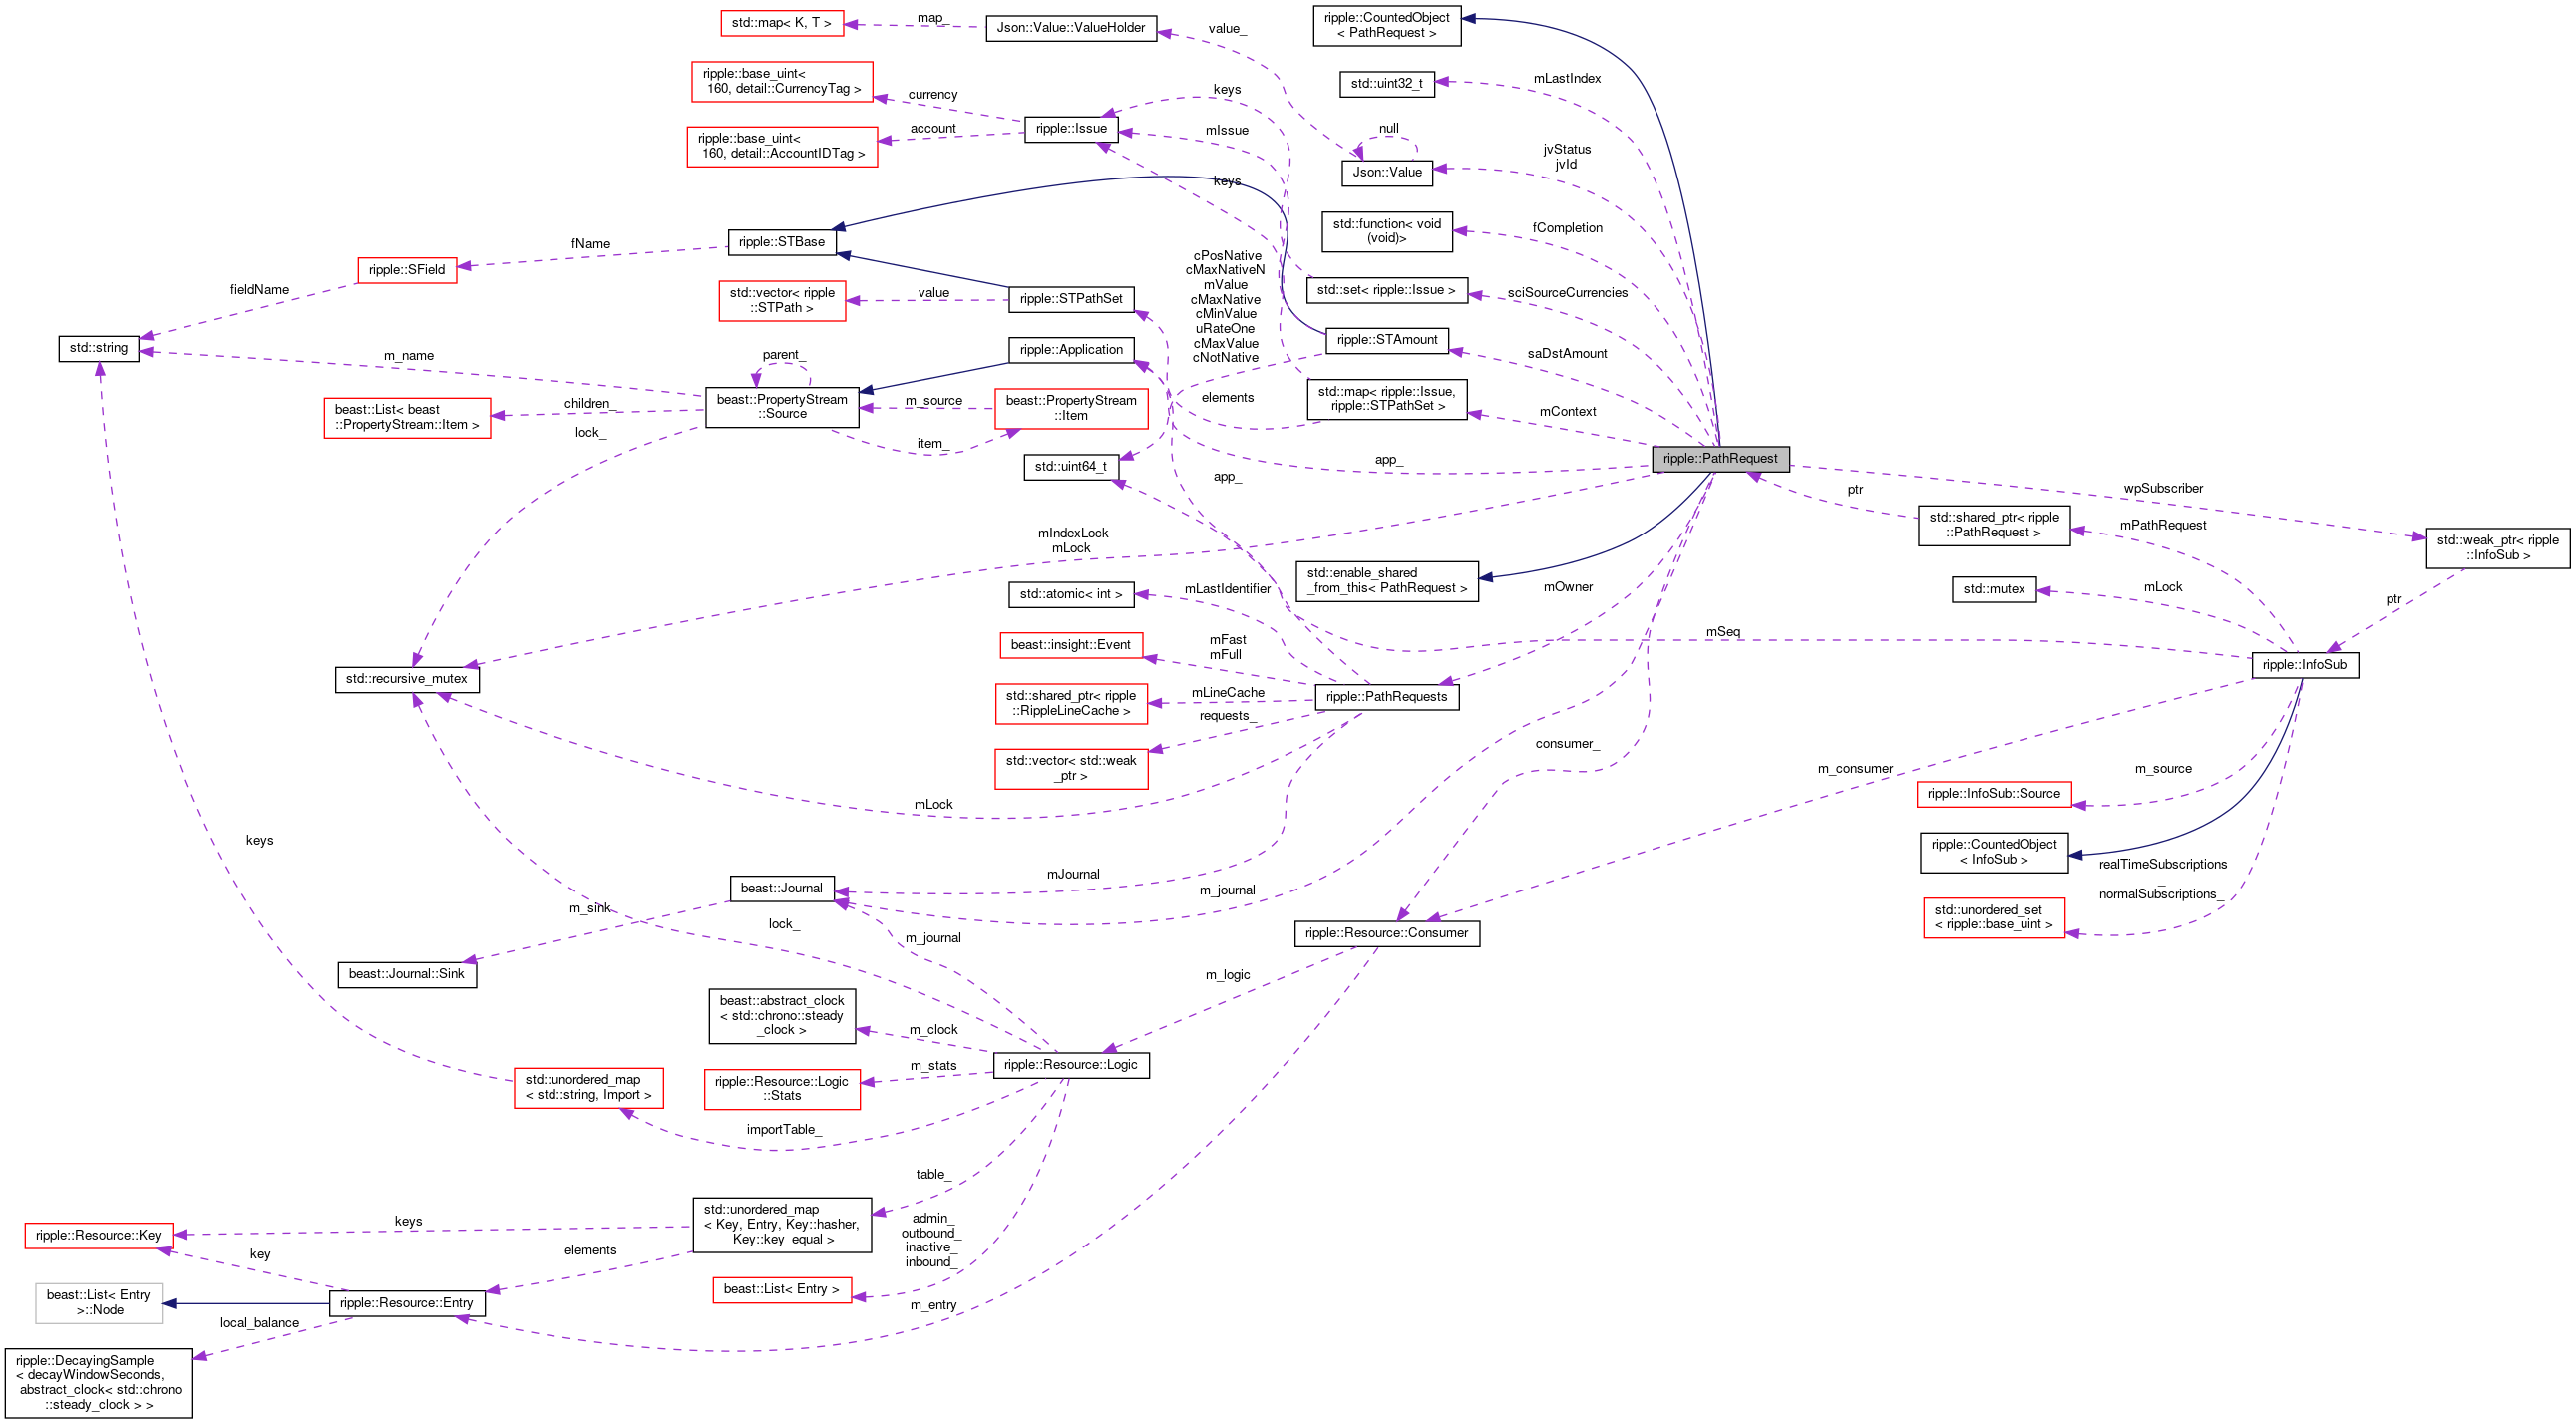 std::map< K, T >
map_
Json::Value::ValueHolder
value_
ripple::CountedObject
< PathRequest >
ripple::base_uint<
160, detail::CurrencyTag >
currency
keys
std::uint32_t
mLastIndex
ripple::base_uint<
160, detail::AccountIDTag >
account
ripple::Issue
mIssue
null
Json::Value
jvStatus
jvId
keys
std::function< void
(void)>
fCompletion
ripple::STBase
fName
ripple::SField
fieldName
std::vector< ripple
::STPath >
value
ripple::STPathSet
cPosNative
cMaxNativeN
mValue
cMaxNative
cMinValue
uRateOne
cMaxValue
cNotNative
std::set< ripple::Issue >
sciSourceCurrencies
std::string
m_name
parent_
ripple::Application
ripple::STAmount
saDstAmount
beast::List< beast
::PropertyStream::Item >
children_
beast::PropertyStream
::Source
m_source
beast::PropertyStream
::Item
elements
std::map< ripple::Issue,
ripple::STPathSet >
mContext
lock_
item_
std::uint64_t
app_
app_
ripple::PathRequest
wpSubscriber
ptr
std::shared_ptr< ripple
::PathRequest >
mPathRequest
std::weak_ptr< ripple
::InfoSub >
mIndexLock
mLock
std::enable_shared
_from_this< PathRequest >
mOwner
std::atomic< int >
mLastIdentifier
std::mutex
mLock
ptr
beast::insight::Event
mFast
mFull
mSeq
ripple::InfoSub
std::recursive_mutex
std::shared_ptr< ripple
::RippleLineCache >
mLineCache
requests_
ripple::PathRequests
std::vector< std::weak
_ptr >
consumer_
m_consumer
m_source
ripple::InfoSub::Source
mLock
keys
ripple::CountedObject
< InfoSub >
realTimeSubscriptions
_
normalSubscriptions_
beast::Journal
mJournal
m_journal
std::unordered_set
< ripple::base_uint >
m_sink
lock_
m_journal
ripple::Resource::Consumer
beast::Journal::Sink
m_logic
beast::abstract_clock
< std::chrono::steady
_clock >
m_clock
ripple::Resource::Logic
m_stats
ripple::Resource::Logic
::Stats
std::unordered_map
< std::string, Import >
importTable_
table_
std::unordered_map
< Key, Entry, Key::hasher,
Key::key_equal >
keys
ripple::Resource::Key
key
elements
admin_
outbound_
inactive_
inbound_
beast::List< Entry
>::Node
ripple::Resource::Entry
beast::List< Entry >
m_entry
local_balance
ripple::DecayingSample
< decayWindowSeconds,
abstract_clock< std::chrono
::steady_clock > >